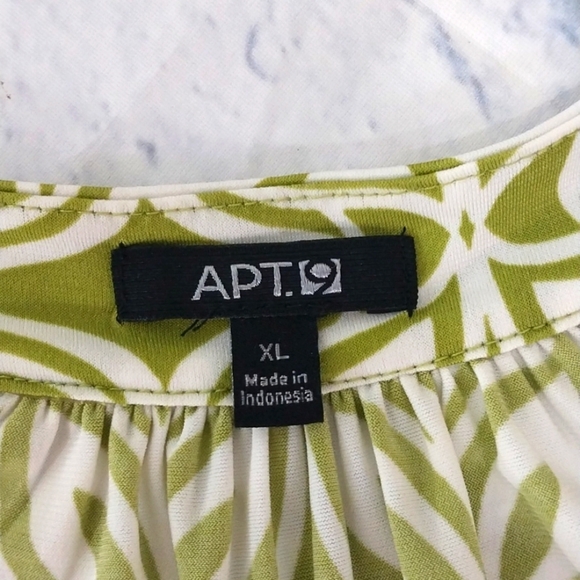 APT.9
XL
Made in
Indonesia